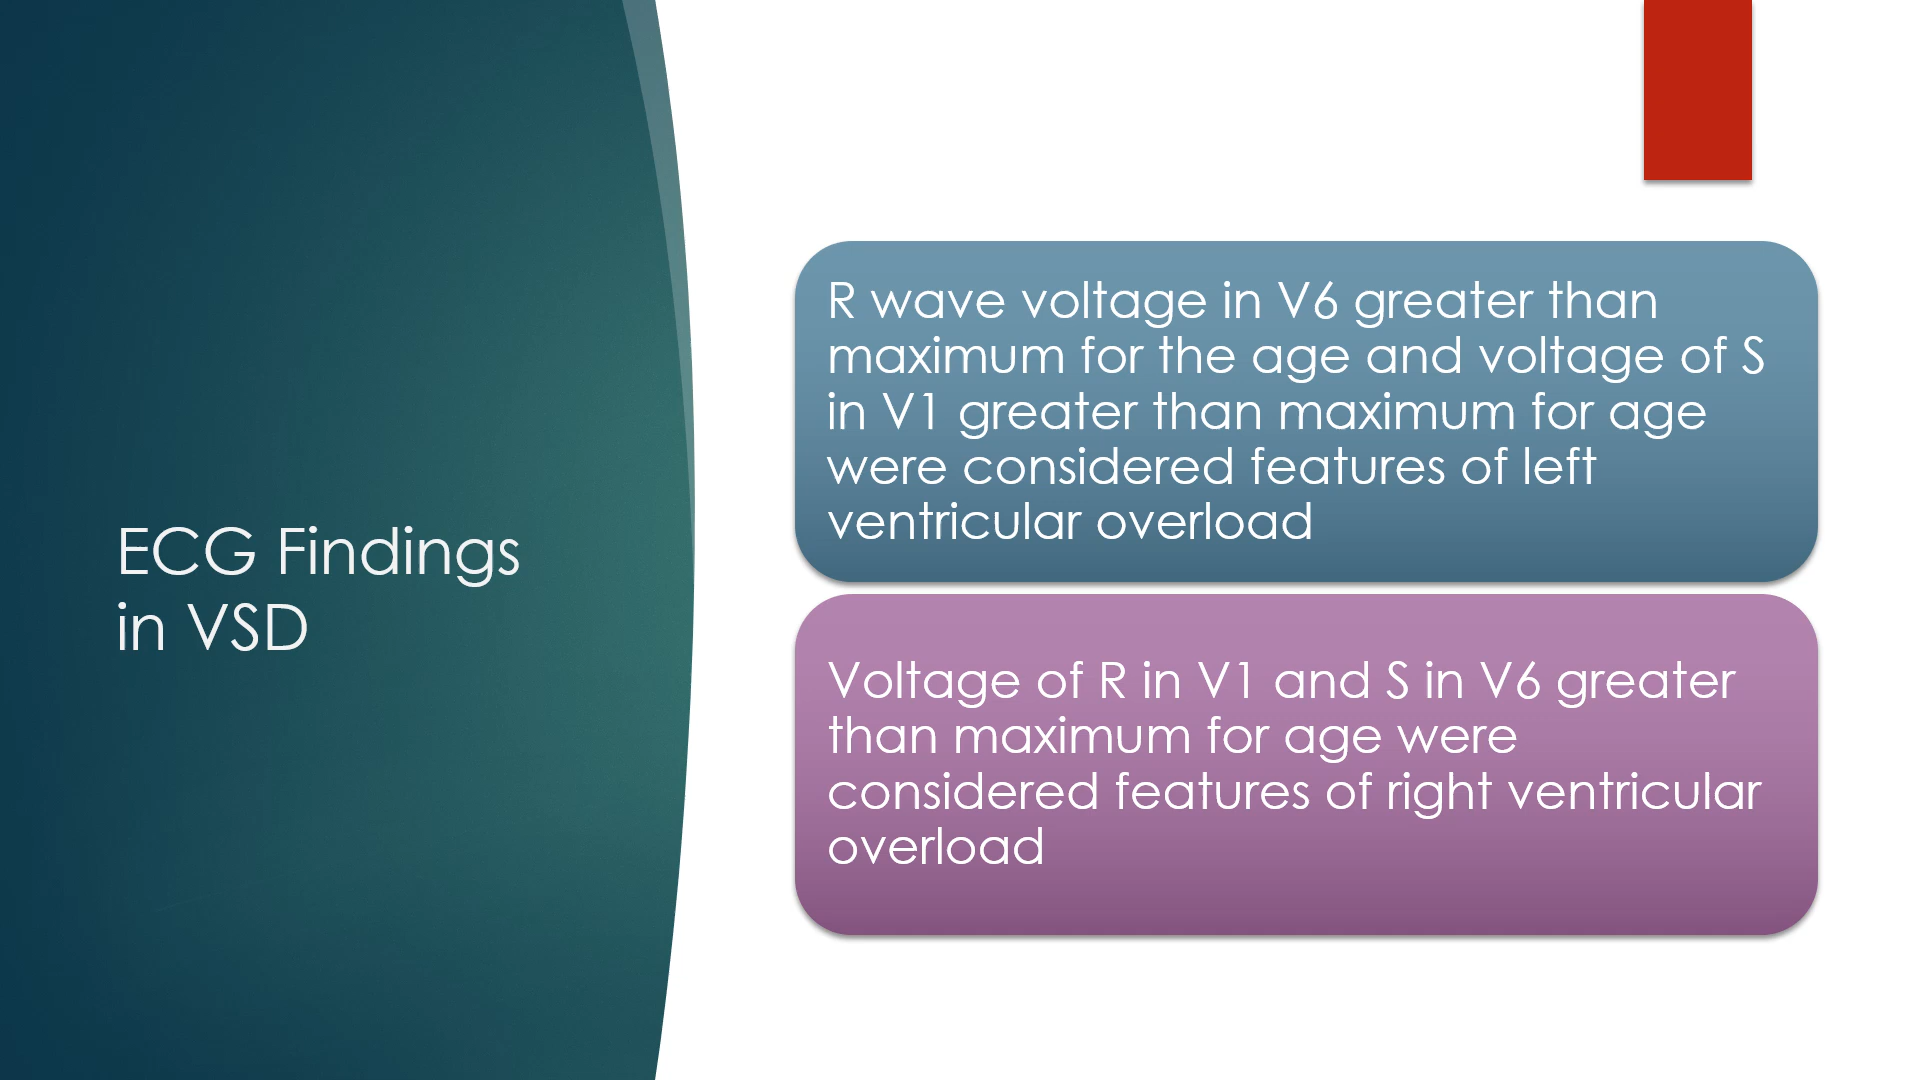 ECG Findings
in VSD
R wave voltage in V6 greater than
maximum for the age and voltage of S
in V1 greater than maximum for age
were considered features of left
ventricular overload
Voltage of R in V1 and S in V6 greater
than maximum for age were
considered features of right ventricular
overload